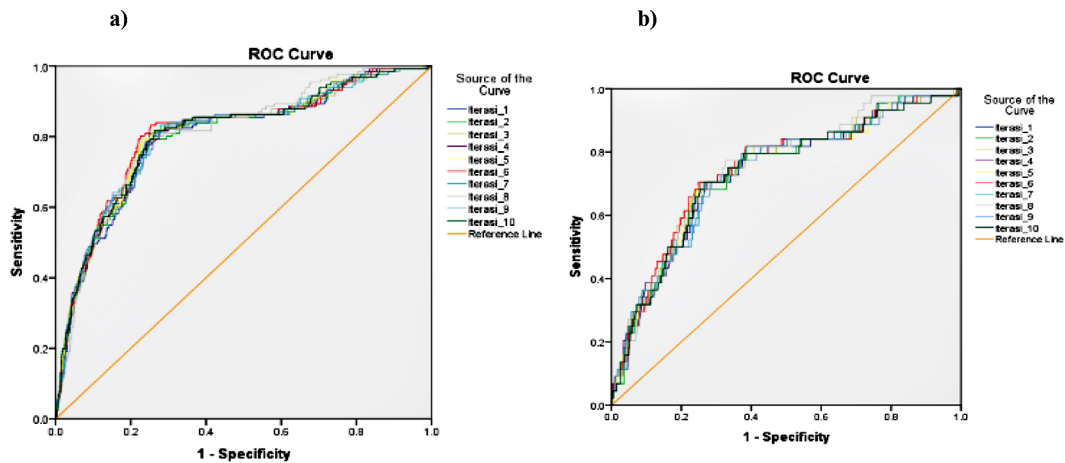 a)
ROC Curve
1.0
0.8
0.6
0.4
0.2
0.0
Sensitivity
0.0 0.2 0.4 0.6 0.8 1.0
1 - Specificity
Source of the
Curve
Iterasi_1
Iterasi_2
Iterasi_3
Iterasi_4
Iterasi_5
Iterasi_6
Iterasi_7
Iterasi_8
Iterasi_9
Iterasi_10
Reference Line
b)
ROC Curve
1.0
0.8
0.6
0.4
0.2
0.0
Sensitivity
0.0 0.2 0.4 0.6 0.8 1.0
1 - Specificity
Source of the
Curve
Iterasi_1
Iterasi_2
Iterasi_3
Iterasi_4
Iterasi_5
Iterasi_6
Iterasi_7
Iterasi_8
Iterasi_9
Iterasi_10
Reference Line